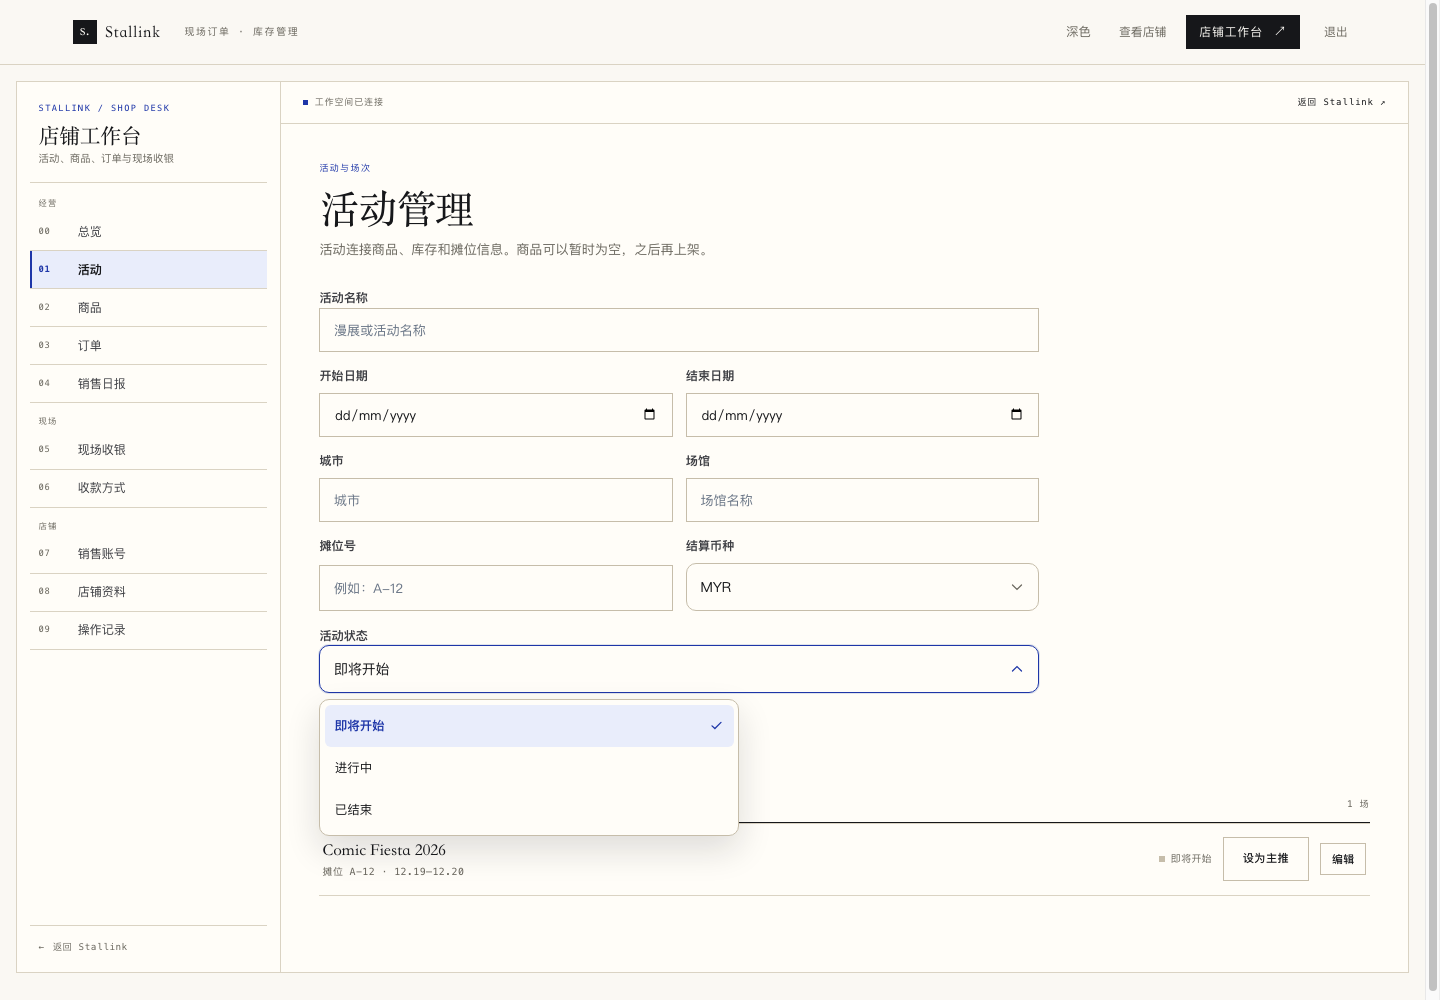 S. Stallink 现场订单 · 库存管理 深色 查看店铺 店铺工作台 ↗ 退出
STALLINK / SHOP DESK
店铺工作台
活动、商品、订单与现场收银
经营
00 总览
01 活动
02 商品
03 订单
04 销售日报
现场
05 现场收银
06 收款方式
店铺
07 销售账号
08 店铺资料
09 操作记录
← 返回 Stallink
工作空间已连接 返回 Stallink ↗
活动与场次
活动管理
活动连接商品、库存和摊位信息。商品可以暂时为空，之后再上架。
活动名称
漫展或活动名称
开始日期 结束日期
dd/mm/yyyy dd/mm/yyyy
城市 场馆
城市 场馆名称
摊位号 结算币种
例如：A-12 MYR
活动状态
即将开始
即将开始
进行中
已结束
1 场
Comic Fiesta 2026
摊位 A-12 · 12.19—12.20
即将开始 设为主推 编辑